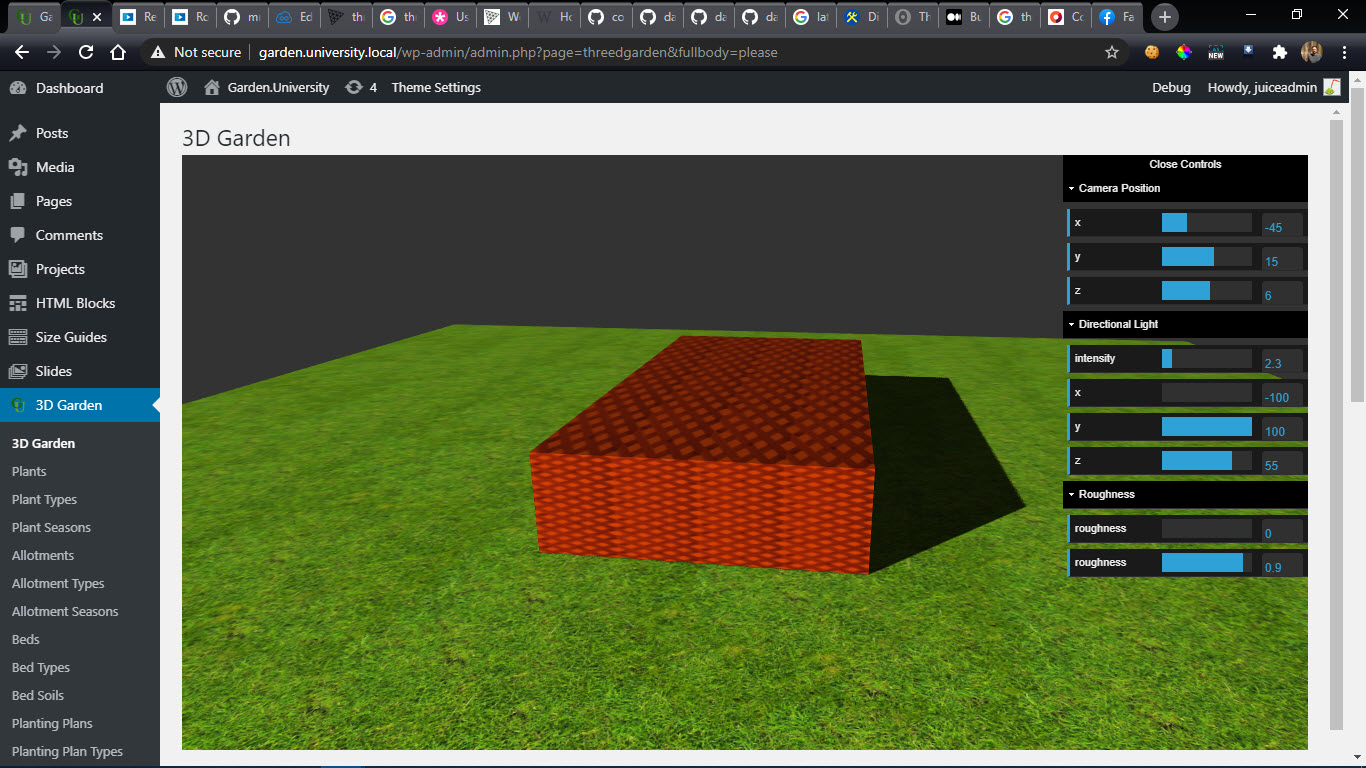 Ga
Re
Ro
m
Ed
th
th
Us
W
Ho
co
da
da
da
lat
Di
Th
Bu
th
Co
Fa
Not secure
garden.university.local/wp-admin/admin.php?page=threedgarden&fullbody=please
NEW
Garden.University
4
Theme Settings
Debug
Howdy, juiceadmin
Dashboard
Posts
Media
Pages
Comments
Projects
HTML Blocks
Size Guides
Slides
3D Garden
3D Garden
Plants
Plant Types
Plant Seasons
Allotments
Allotment Types
Allotment Seasons
Beds
Bed Types
Bed Soils
Planting Plans
Planting Plan Types
3D Garden
Close Controls
Camera Position
x -45
y 15
z 6
Directional Light
intensity 2.3
x -100
y 100
z 55
Roughness
roughness 0
roughness 0.9